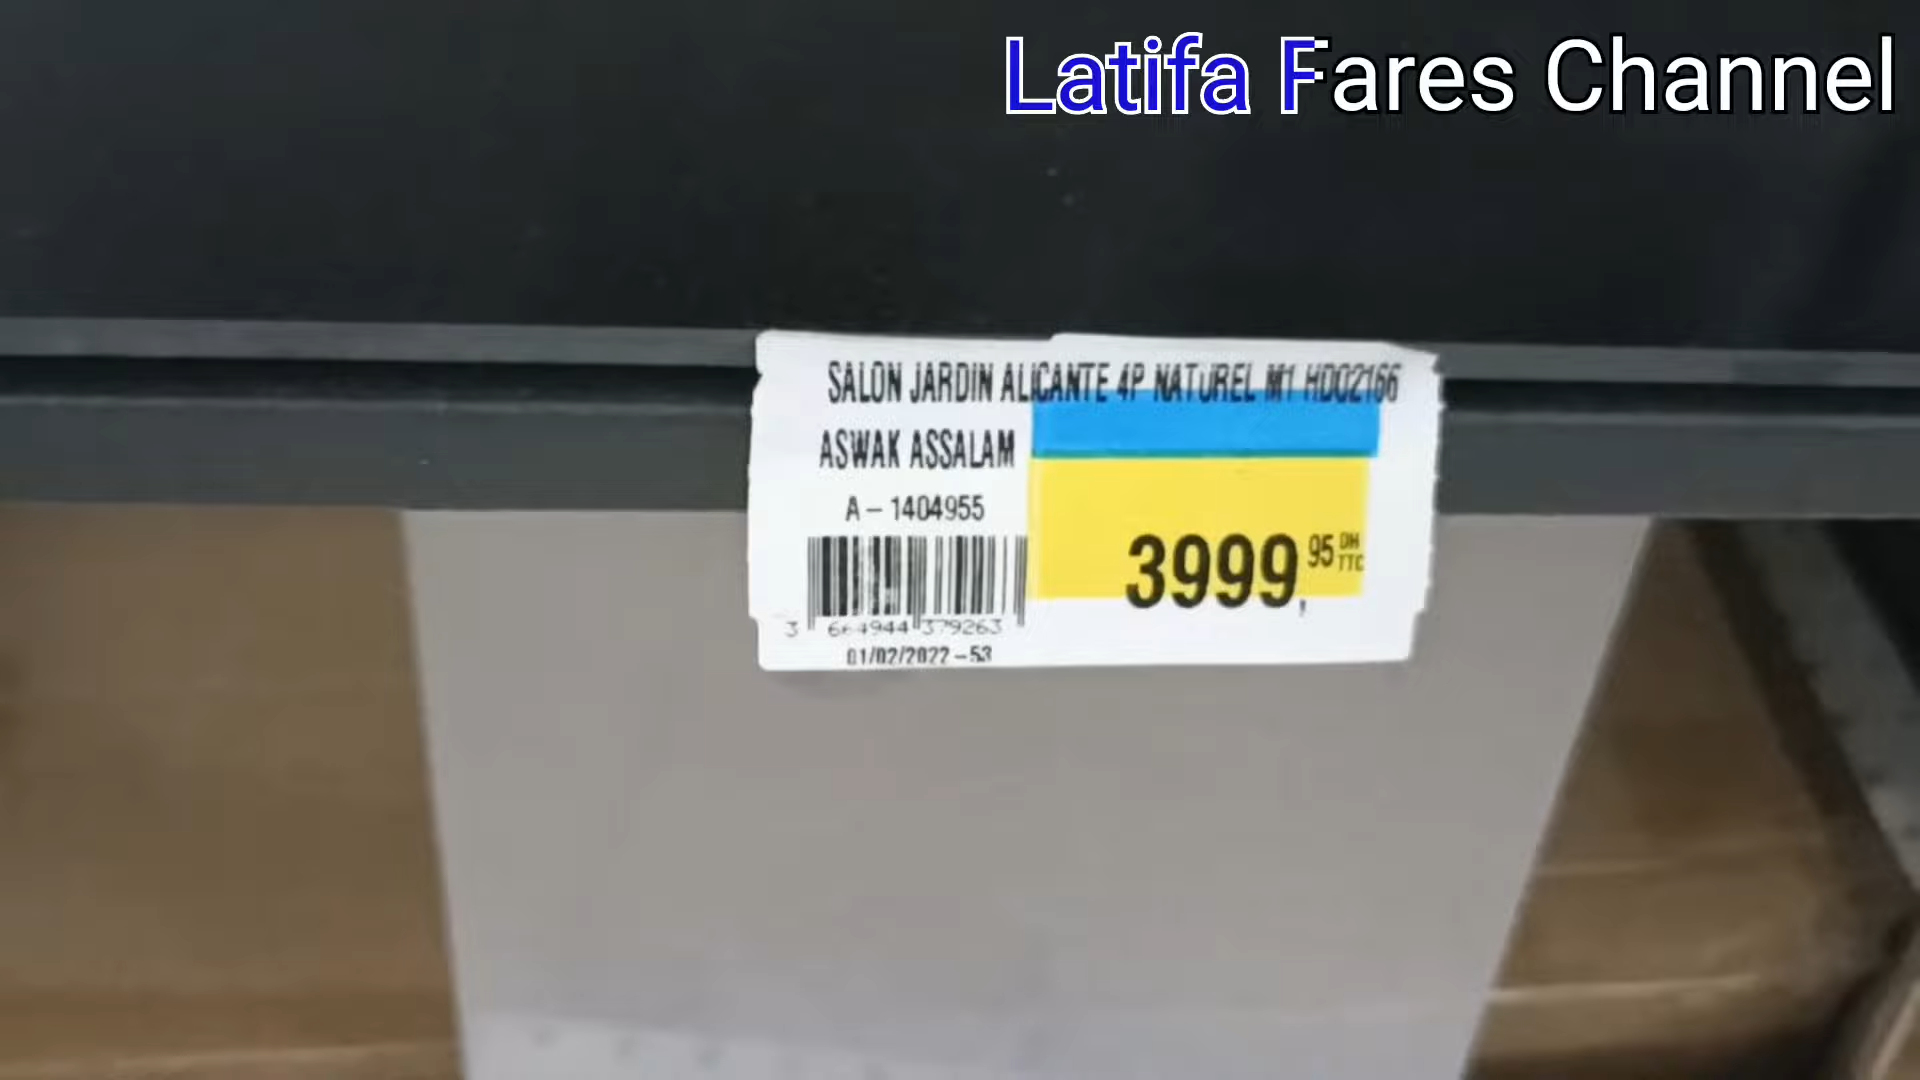 Latifa Fares Channel
SALON JARDIN ALICANTE 4P NATUREL M1 HDO2166
ASWAK ASSALAM
A - 1404955
3999,95 DH TTC
3 664944 379263
01/02/2022 - 53